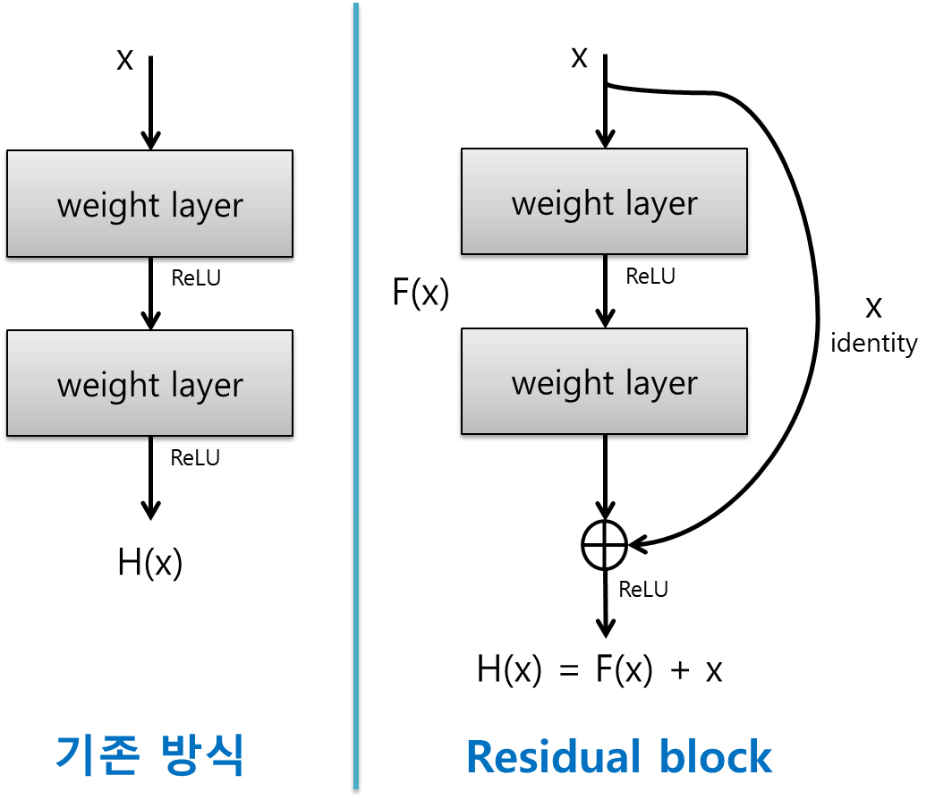 x
weight layer
ReLU
weight layer
ReLU
H(x)
기존 방식
x
weight layer
ReLU
F(x)
weight layer
x
identity
ReLU
H(x) = F(x) + x
Residual block